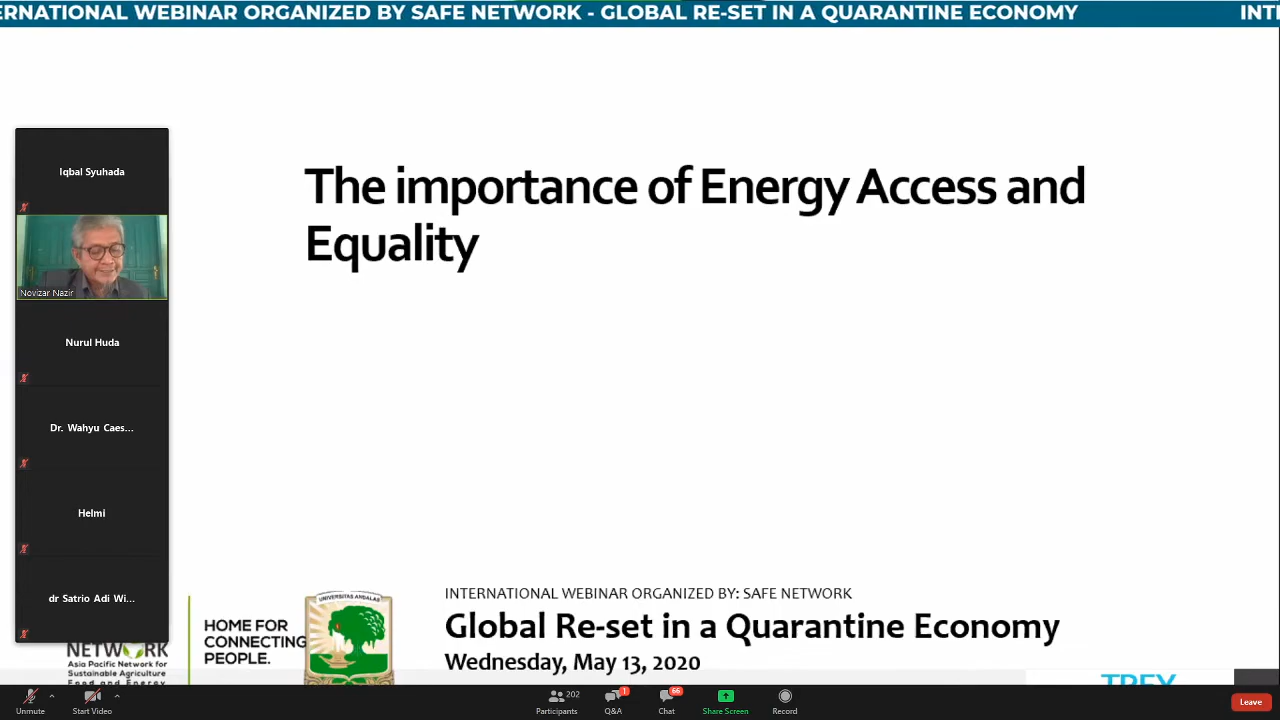 ERNATIONAL WEBINAR ORGANIZED BY SAFE NETWORK - GLOBAL RE-SET IN A QUARANTINE ECONOMY
INT
The importance of Energy Access and
Equality
Iqbal Syuhada
Novizar Nazir
Nurul Huda
Dr. Wahyu Caes...
Helmi
dr Satrio Adi Wi...
NETWORK
Asia Pacific Network for
Sustainable Agriculture
Food and Energy
HOME FOR
CONNECTING
PEOPLE.
UNIVERSITAS ANDALAS
INTERNATIONAL WEBINAR ORGANIZED BY: SAFE NETWORK
Global Re-set in a Quarantine Economy
Wednesday, May 13, 2020
TREY
Unmute
Start Video
202
Participants
1
Q&A
66
Chat
Share Screen
Record
Leave